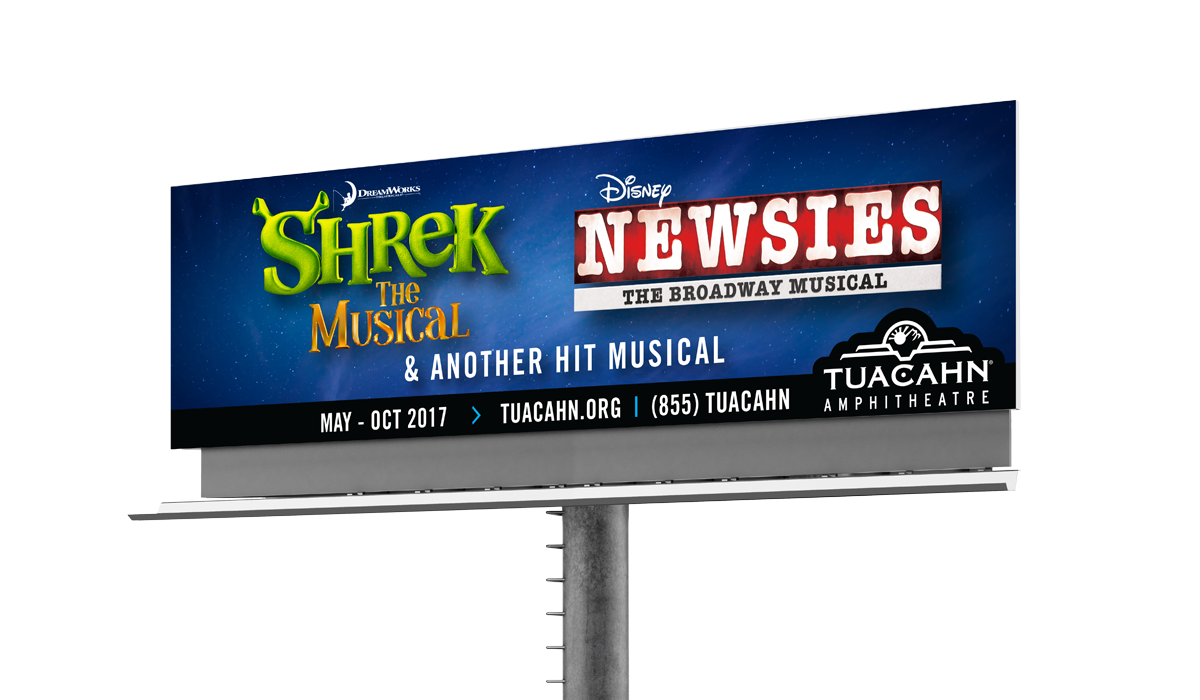 DREAMWORKS
SHREK
THE
MUSICAL
Disney
NEWSIES
THE BROADWAY MUSICAL
& ANOTHER HIT MUSICAL
MAY - OCT 2017 > TUACAHN.ORG | (855) TUACAHN
TUACAHN®
AMPHITHEATRE